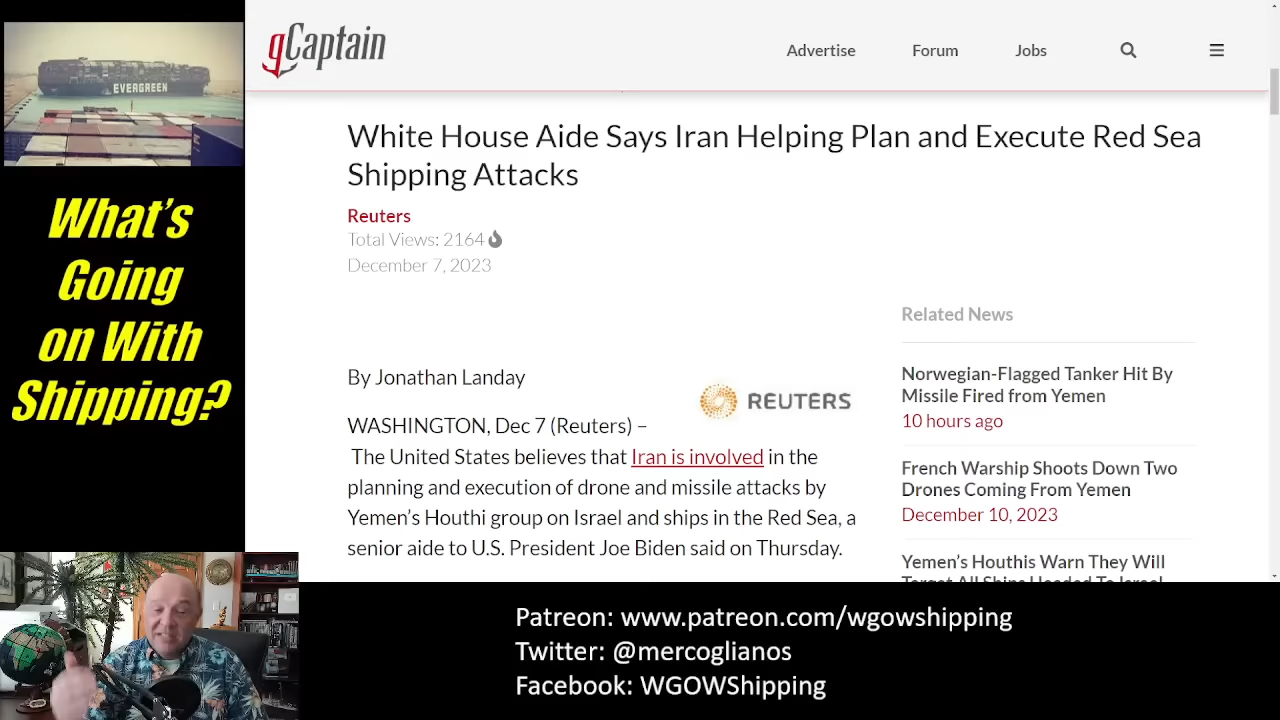 EVERGREEN
What's
Going
on With
Shipping?
gCaptain
Advertise
Forum
Jobs
White House Aide Says Iran Helping Plan and Execute Red Sea
Shipping Attacks
Reuters
Total Views: 2164
December 7, 2023
By Jonathan Landay
REUTERS
WASHINGTON, Dec 7 (Reuters) –
The United States believes that Iran is involved in the
planning and execution of drone and missile attacks by
Yemen's Houthi group on Israel and ships in the Red Sea, a
senior aide to U.S. President Joe Biden said on Thursday.
Related News
Norwegian-Flagged Tanker Hit By
Missile Fired from Yemen
10 hours ago
French Warship Shoots Down Two
Drones Coming From Yemen
December 10, 2023
Yemen's Houthis Warn They Will
Target All Ships Headed To Israel
Patreon: www.patreon.com/wgowshipping
Twitter: @mercoglianos
Facebook: WGOWShipping